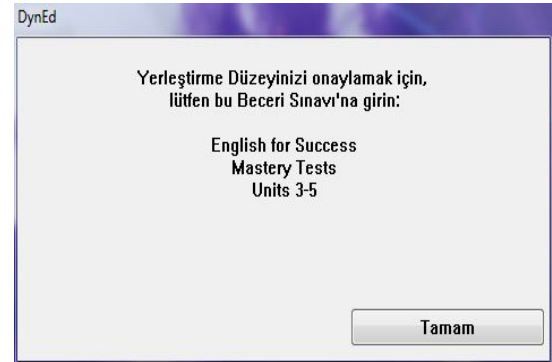 DynEd
Yerleştirme Düzeyinizi onaylamak için,
lütfen bu Beceri Sınavı'na girin:
English for Success
Mastery Tests
Units 3-5
Tamam